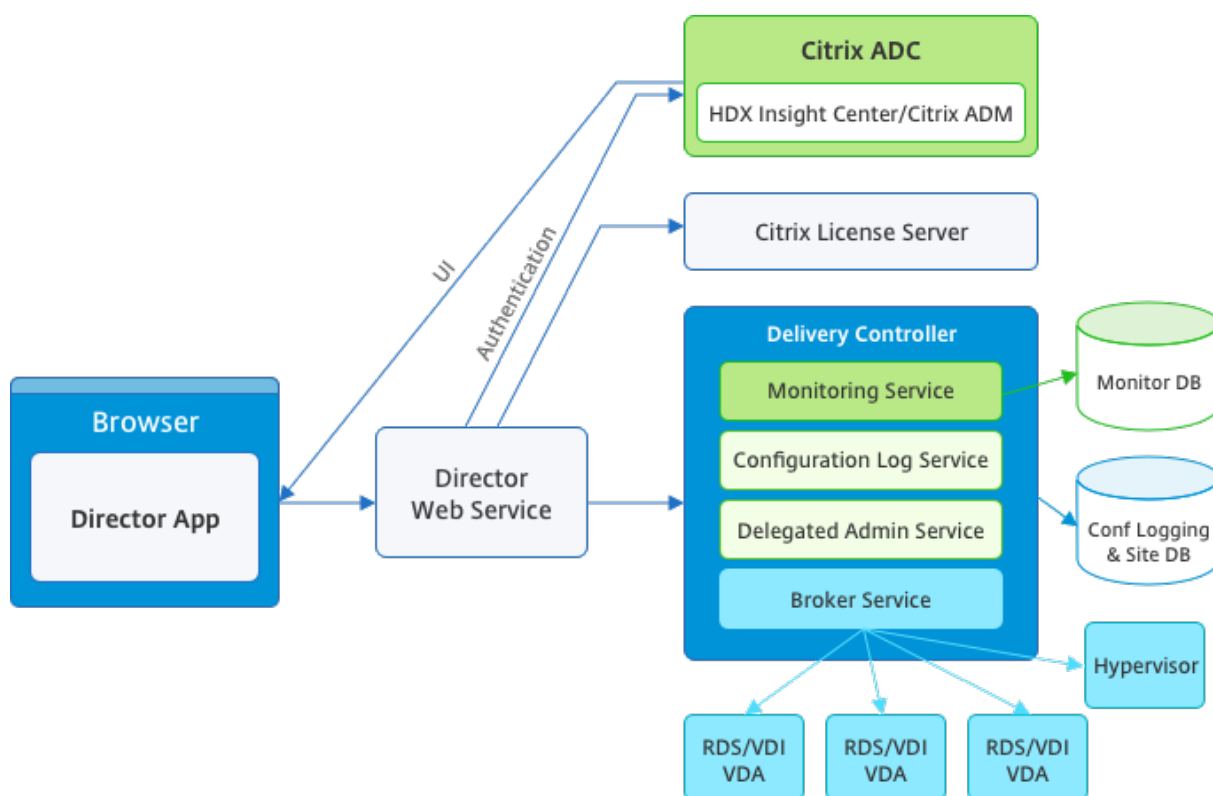 Citrix ADC
HDX Insight Center/Citrix ADM
UI
Authentication
Citrix License Server
Delivery Controller
Monitoring Service
Configuration Log Service
Delegated Admin Service
Broker Service
Monitor DB
Conf Logging
& Site DB
Hypervisor
Browser
Director App
Director
Web Service
RDS/VDI
VDA
RDS/VDI
VDA
RDS/VDI
VDA